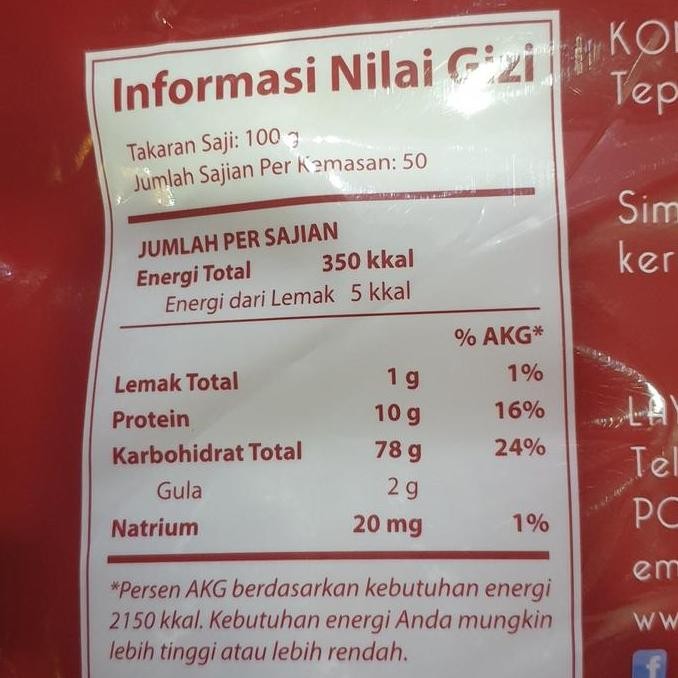 Informasi Nilai Gizi
Takaran Saji: 100 g
Jumlah Sajian Per Kemasan: 50
JUMLAH PER SAJIAN
Energi Total 350 kkal
Energi dari Lemak 5 kkal
% AKG*
Lemak Total 1 g 1%
Protein 10 g 16%
Karbohidrat Total 78 g 24%
Gula 2 g
Natrium 20 mg 1%
*Persen AKG berdasarkan kebutuhan energi
2150 kkal. Kebutuhan energi Anda mungkin
lebih tinggi atau lebih rendah.
Tep
Sim
ker
Tel
em
ww
f